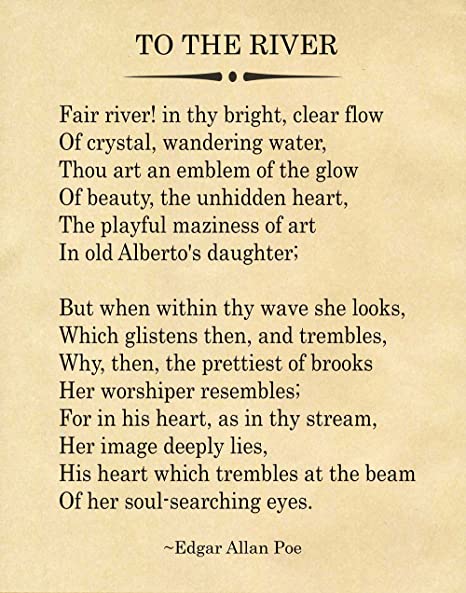 TO THE RIVER
Fair river! in thy bright, clear flow
Of crystal, wandering water,
Thou art an emblem of the glow
Of beauty, the unhidden heart,
The playful maziness of art
In old Alberto's daughter;
But when within thy wave she looks,
Which glistens then, and trembles,
Why, then, the prettiest of brooks
Her worshiper resembles;
For in his heart, as in thy stream,
Her image deeply lies,
His heart which trembles at the beam
Of her soul-searching eyes.
~Edgar Allan Poe